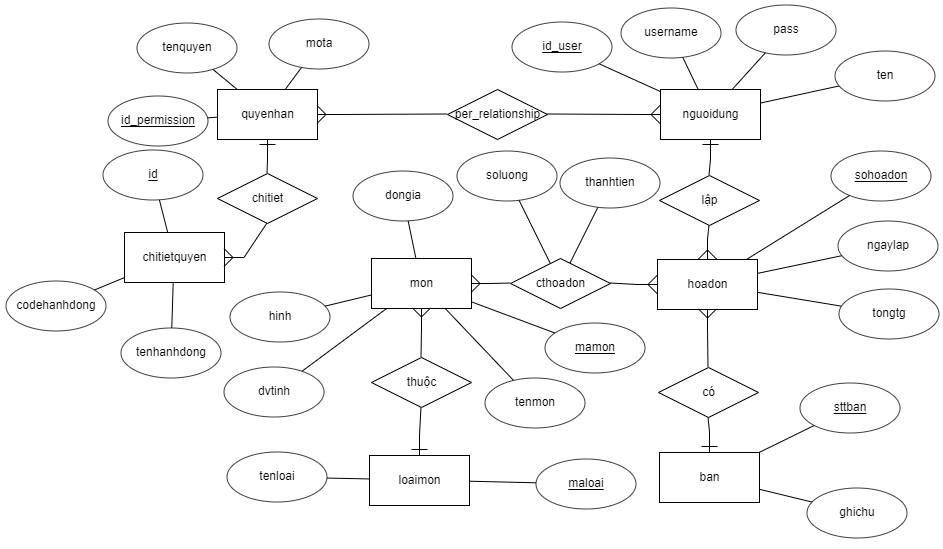 tenquyen
mota
id_user
username
pass
ten
id_permission
quyenhan
per_relationship
nguoidung
id
chitiet
dongia
soluong
thanhtien
lập
sohoadon
chitietquyen
ngaylap
mon
cthoadon
hoadon
codehanhdong
hinh
tongtg
tenhanhdong
mamon
dvtinh
thuộc
tenmon
có
sttban
tenloai
loaimon
maloai
ban
ghichu